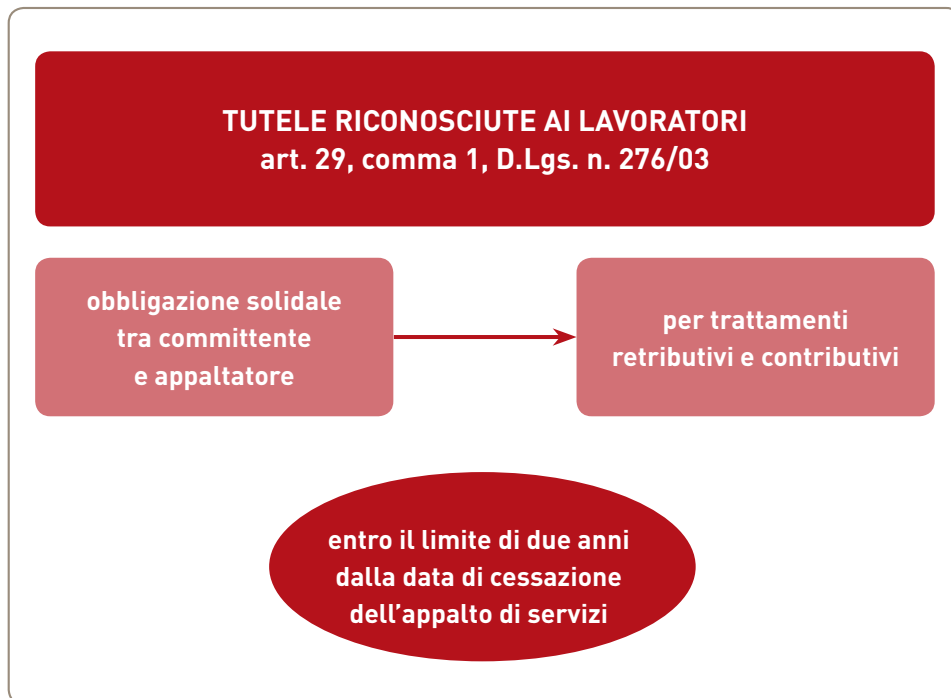 TUTELE RICONOSCIUTE AI LAVORATORI
art. 29, comma 1, D.Lgs. n. 276/03
obbligazione solidale
tra committente
e appaltatore
per trattamenti
retributivi e contributivi
entro il limite di due anni
dalla data di cessazione
dell’appalto di servizi